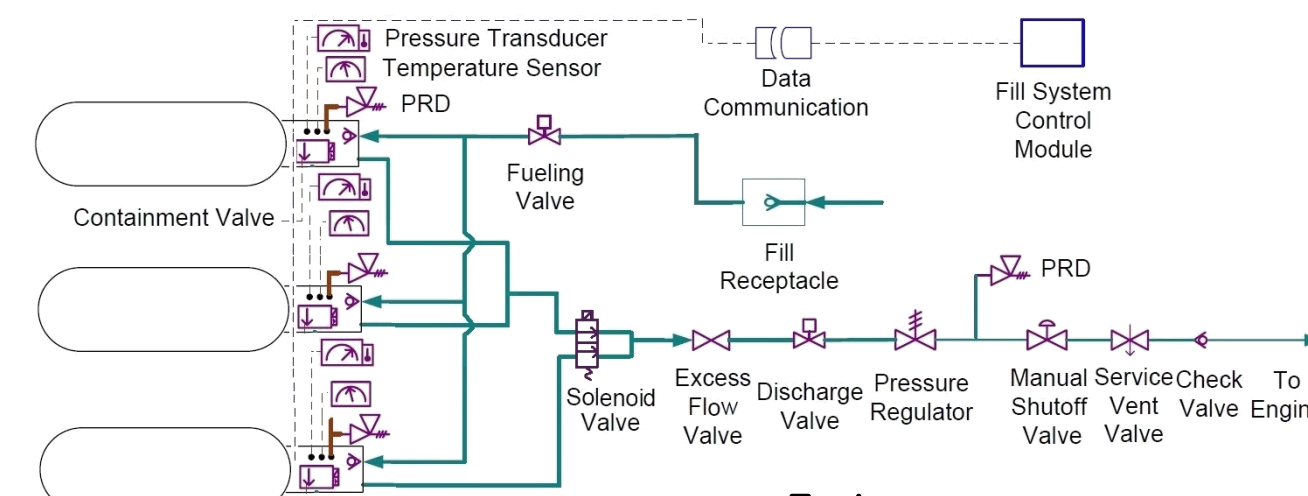 Pressure Transducer
Temperature Sensor
PRD
Data
Communication
Fill System
Control
Module
Fueling
Valve
Containment Valve
Fill
Receptacle
PRD
Solenoid
Valve
Excess
Flow
Valve
Discharge
Valve
Pressure
Regulator
Manual
Shutoff
Valve
Service
Vent
Valve
Check
Valve
To